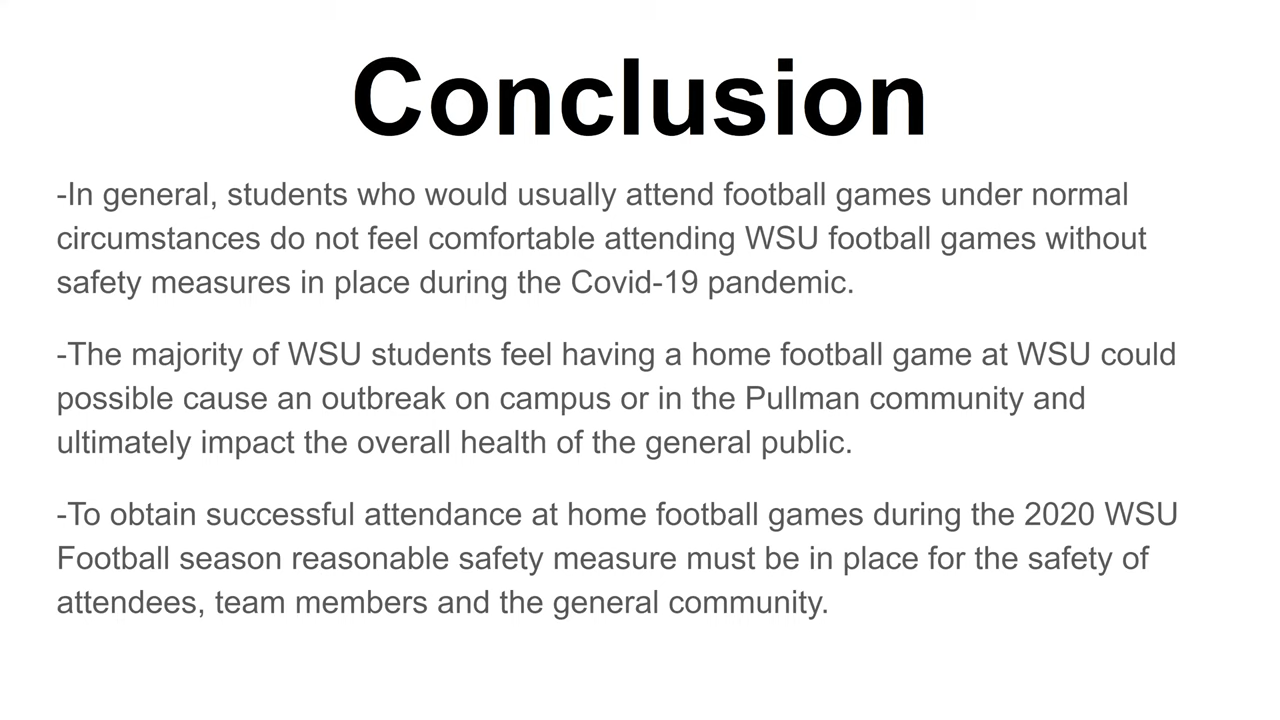 Conclusion
-In general, students who would usually attend football games under normal
circumstances do not feel comfortable attending WSU football games without
safety measures in place during the Covid-19 pandemic.
-The majority of WSU students feel having a home football game at WSU could
possible cause an outbreak on campus or in the Pullman community and
ultimately impact the overall health of the general public.
-To obtain successful attendance at home football games during the 2020 WSU
Football season reasonable safety measure must be in place for the safety of
attendees, team members and the general community.